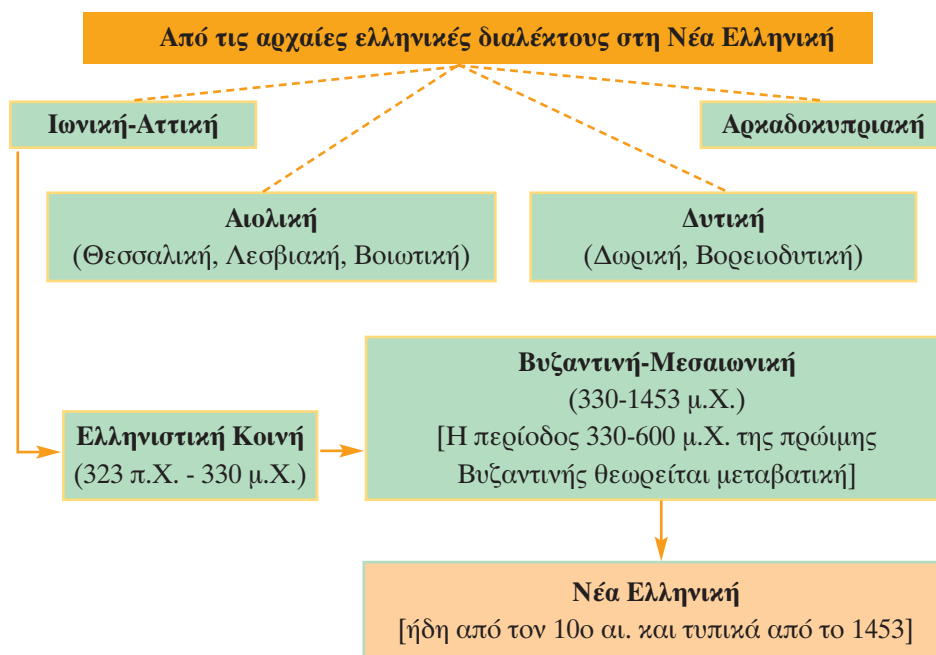 Από τις αρχαίες ελληνικές διαλέκτους στη Νέα Ελληνική
Ιωνική-Αττική
Αρκαδοκυπριακή
Αιολική
(Θεσσαλική, Λεσβιακή, Βοιωτική)
Δυτική
(Δωρική, Βορειοδυτική)
Ελληνιστική Κοινή
(323 π.Χ. - 330 μ.Χ.)
Βυζαντινή-Μεσαιωνική
(330-1453 μ.Χ.)
[Η περίοδος 330-600 μ.Χ. της πρώιμης
Βυζαντινής θεωρείται μεταβατική]
Νέα Ελληνική
[ήδη από τον 10ο αι. και τυπικά από το 1453]